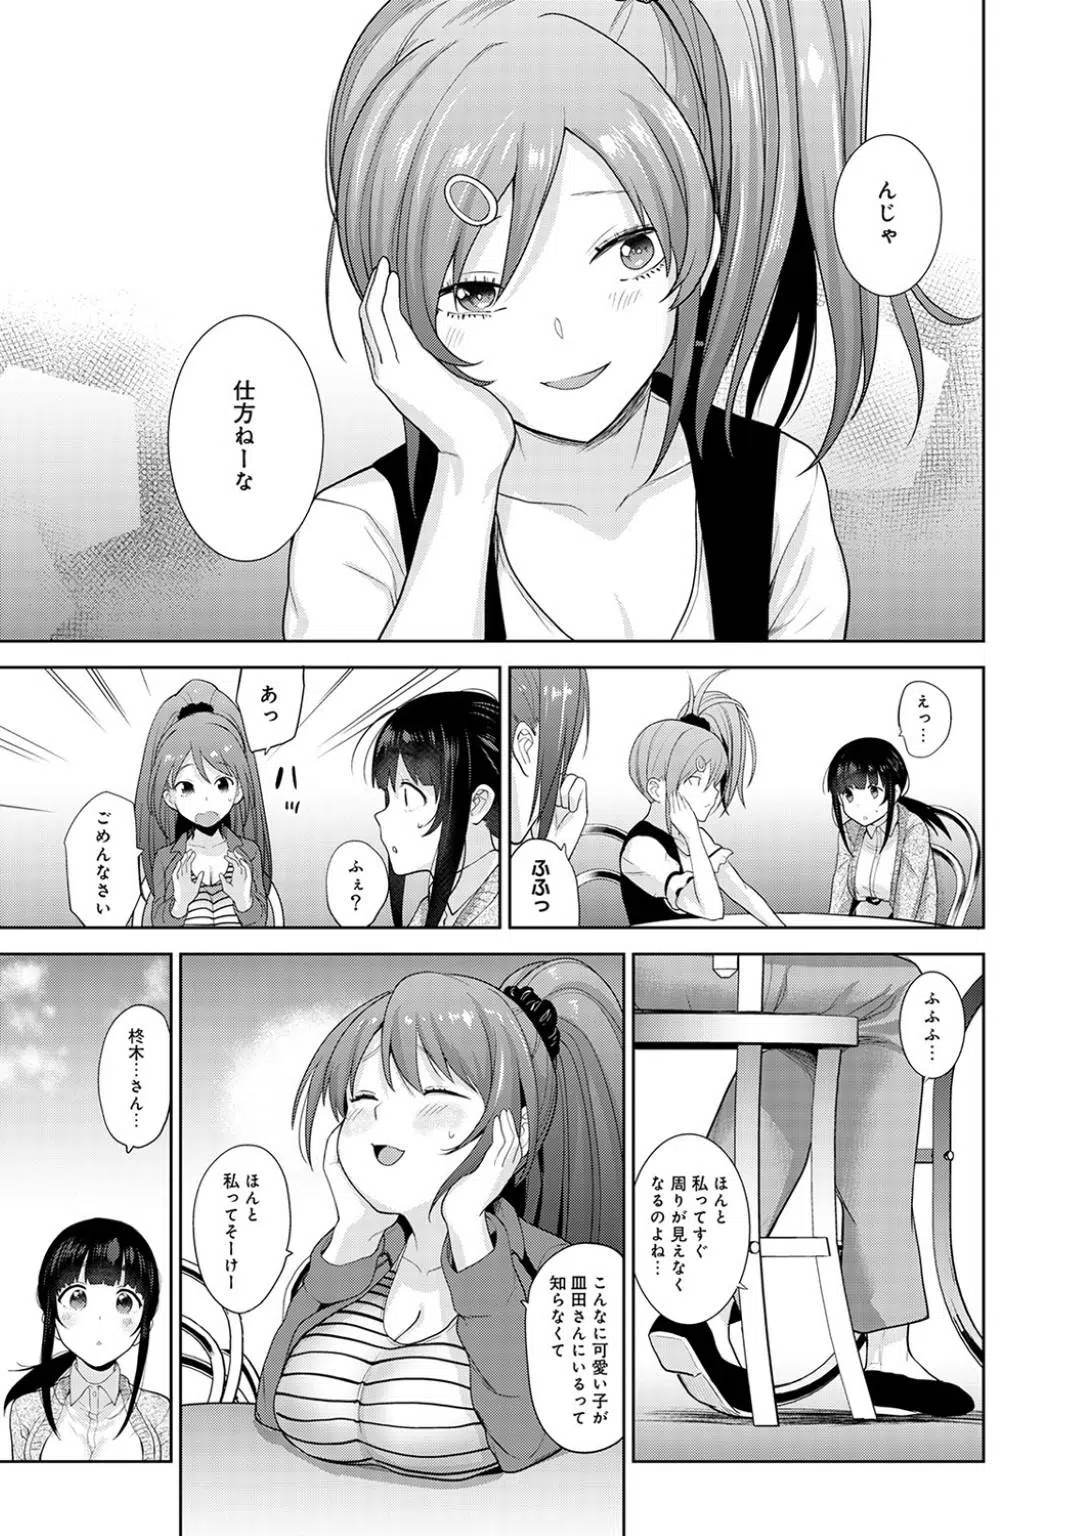 んじゃ
仕方ねーな
えっ…
ふふっ
あっ
ふぇ?
ごめんなさい
ふふふ…
ほんと
私ってすぐ
周りが見えなく
なるのよね…
こんなに可愛い子が
皿田さんにいるって
知らなくて
ほんと
私ってそーけー
柊木…さん…